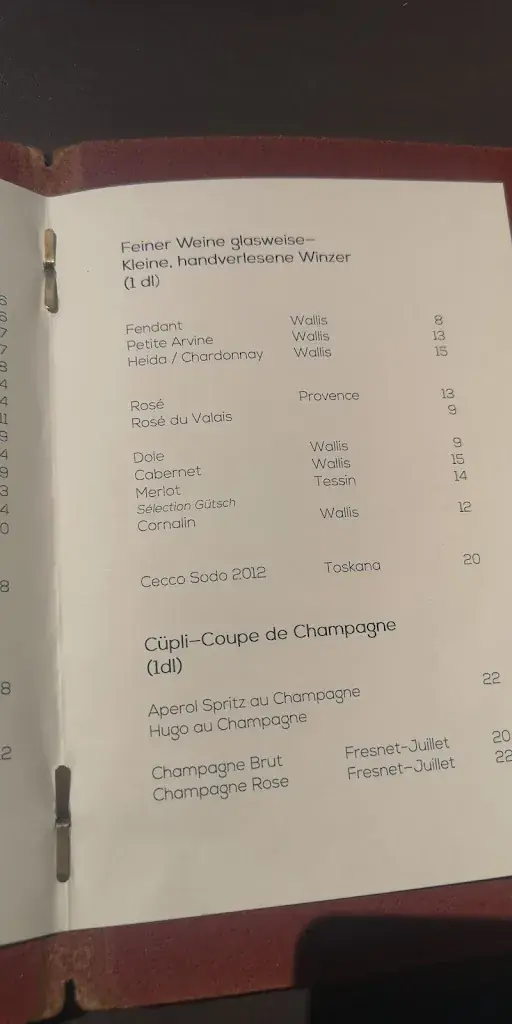 Feiner Weine glasweise–
Kleine, handverlesene Winzer
(1 dl)
Fendant Wallis 8
Petite Arvine Wallis 13
Heida / Chardonnay Wallis 15
Rosé Provence 13
Rosé du Valais 9
Dole Wallis 9
Cabernet Wallis 15
Merlot Tessin 14
Sélection Gütsch
Cornalin Wallis 12
Cecco Sodo 2012 Toskana 20
Cüpli–Coupe de Champagne
(1dl)
Aperol Spritz au Champagne 22
Hugo au Champagne
Champagne Brut Fresnet-Juillet 20
Champagne Rose Fresnet-Juillet 22